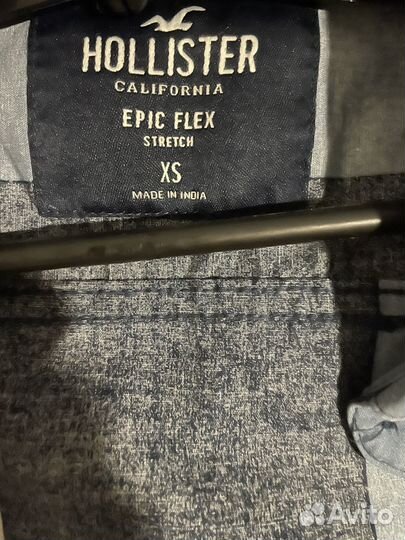 HOLLISTER
CALIFORNIA
EPIC FLEX
STRETCH
XS
MADE IN INDIA
Avito